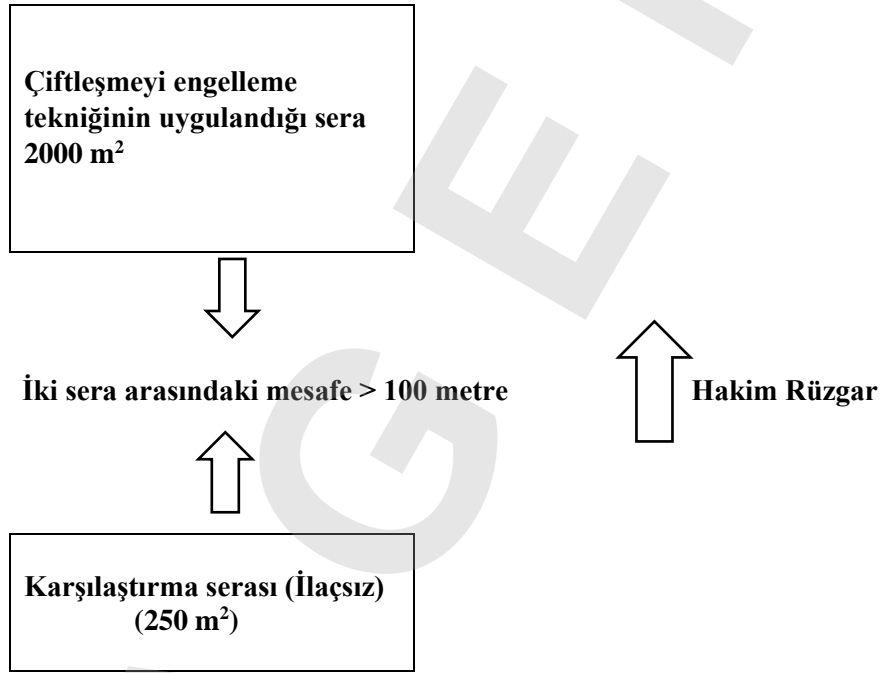 Çiftleşmeyi engelleme
tekniğinin uygulandığı sera
2000 m²
İki sera arasındaki mesafe > 100 metre
Hakim Rüzgar
Karşılaştırma serası (İlaçsız)
(250 m²)